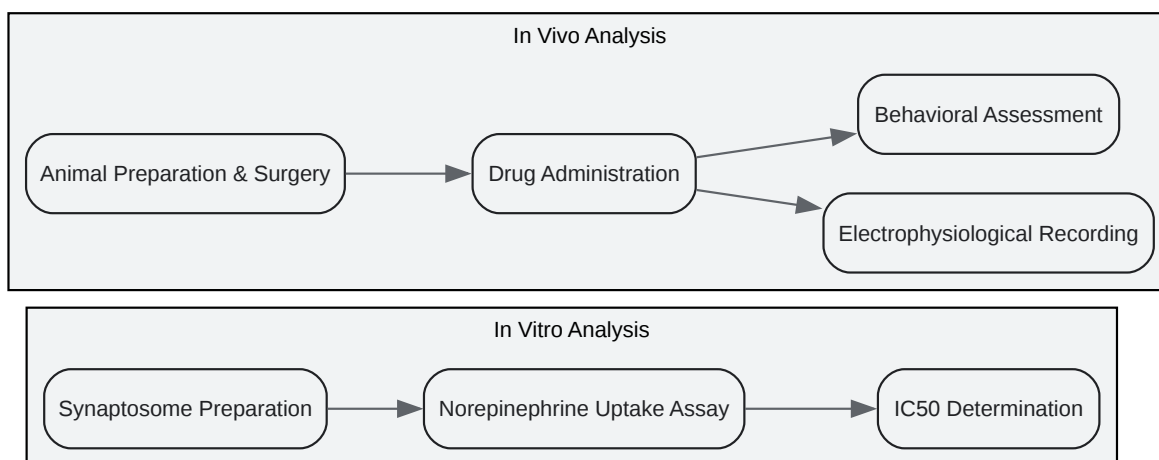 In Vivo Analysis
Behavioral Assessment
Animal Preparation & Surgery
Drug Administration
Electrophysiological Recording
In Vitro Analysis
Synaptosome Preparation
Norepinephrine Uptake Assay
IC50 Determination